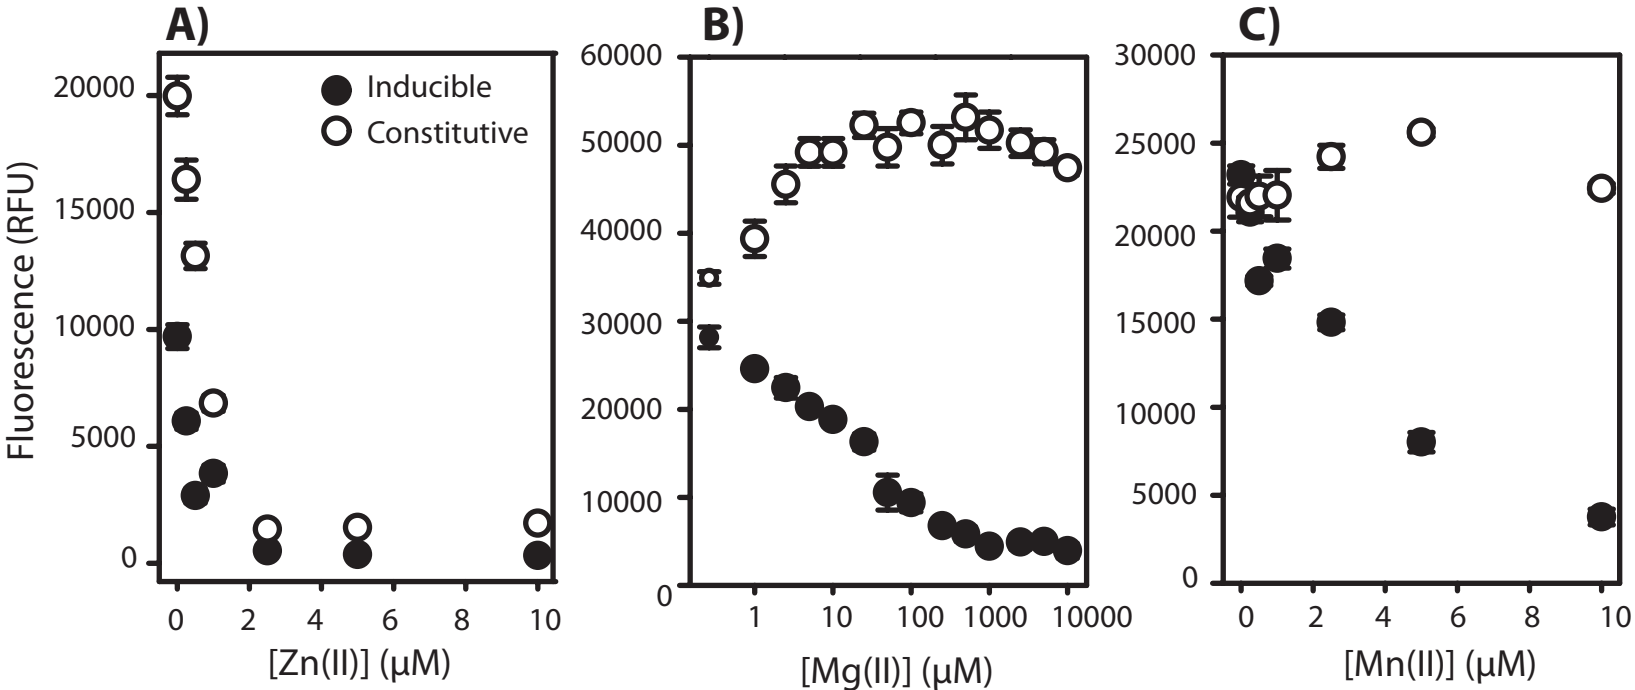 A)
Fluorescence (RFU)
20000
15000
10000
5000
0
Inducible
Constitutive
0 2 4 6 8 10
[Zn(II)] (μM)
B)
60000
50000
40000
30000
20000
10000
0
1 10 100 1000 10000
[Mg(II)] (μM)
C)
30000
25000
20000
15000
10000
5000
0
0 2 4 6 8 10
[Mn(II)] (μM)